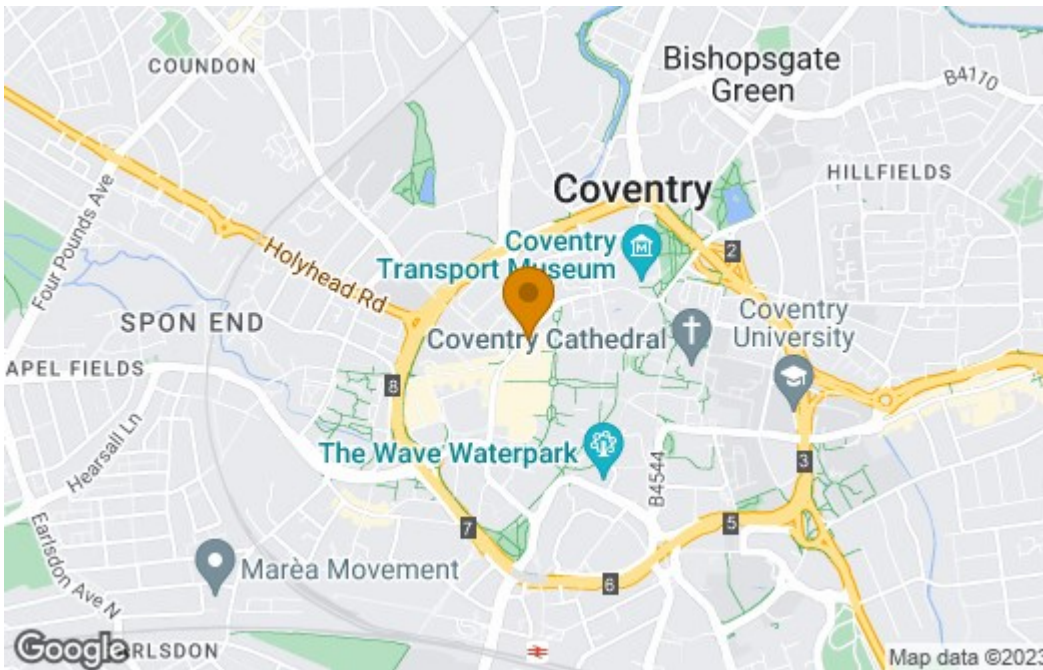 COUNDON
Bishopsgate
Green
B4110
HILLFIELDS
Four Pounds Ave
Coventry
Coventry
Transport Museum
2
Holyhead Rd
SPON END
Coventry Cathedral
Coventry
University
APEL FIELDS
8
Hearsall Ln
The Wave Waterpark
B4544
3
7
5
Marèa Movement
6
Earlsdon Ave N
Google
ARLSDON
Map data ©2023